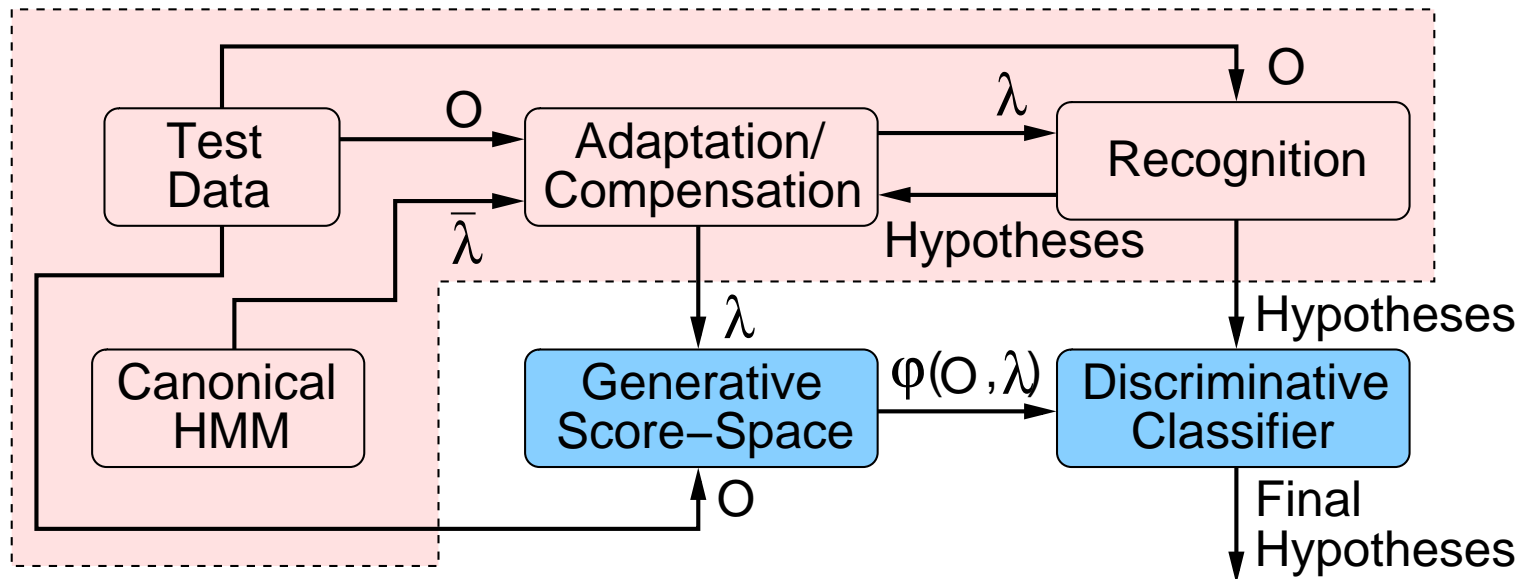 O
O
λ
Test
Data
Adaptation/
Compensation
Recognition
λ̄
Hypotheses
λ
Hypotheses
Canonical
HMM
Generative
Score−Space
φ(O,λ)
Discriminative
Classifier
O
Final
Hypotheses